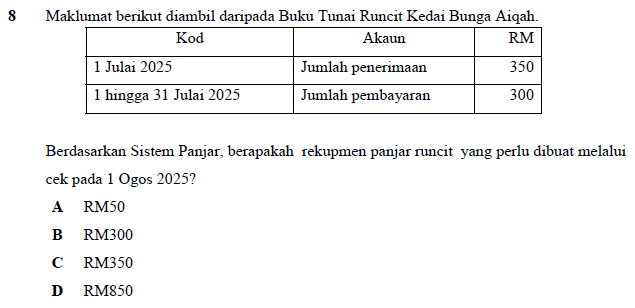 8 Maklumat berikut diambil daripada Buku Tunai Runcit Kedai Bunga Aiqah.
Kod Akaun RM
1 Julai 2025 Jumlah penerimaan 350
1 hingga 31 Julai 2025 Jumlah pembayaran 300
Berdasarkan Sistem Panjar, berapakah rekupmen panjar runcit yang perlu dibuat melalui
cek pada 1 Ogos 2025?
A RM50
B RM300
C RM350
D RM850